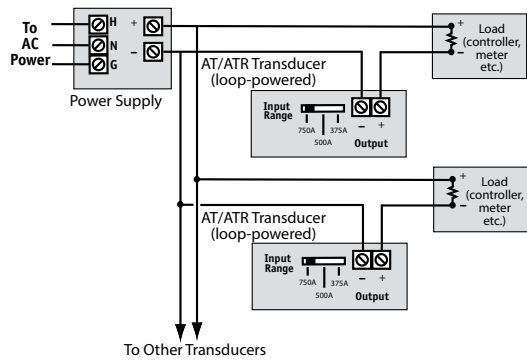 To
AC
Power
H
N
G
+
–
Power Supply
AT/ATR Transducer
(loop-powered)
+
–
Load
(controller,
meter
etc.)
Input
Range
750A
500A
375A
– +
Output
AT/ATR Transducer
(loop-powered)
+
–
Load
(controller,
meter
etc.)
Input
Range
750A
500A
375A
– +
Output
To Other Transducers